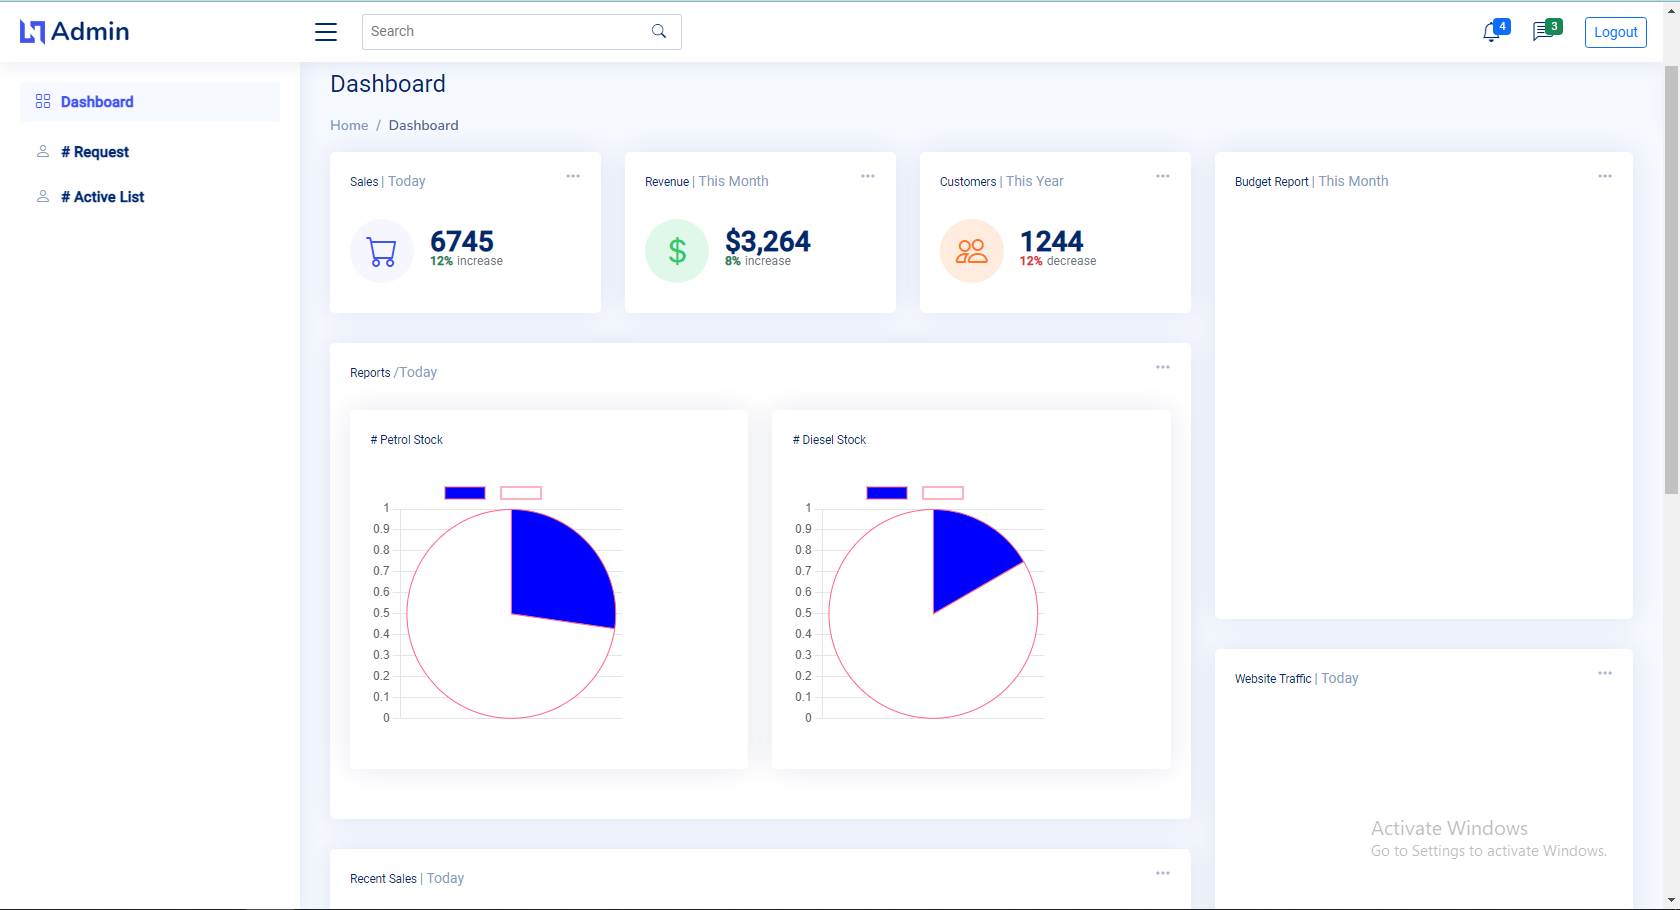 Admin
Search
4
3
Logout
Dashboard
# Request
# Active List
Dashboard
Home / Dashboard
Sales | Today
6745
12% increase
Revenue | This Month
$
$3,264
8% increase
Customers | This Year
1244
12% decrease
Budget Report | This Month
Reports /Today
# Petrol Stock
1
0.9
0.8
0.7
0.6
0.5
0.4
0.3
0.2
0.1
0
# Diesel Stock
1
0.9
0.8
0.7
0.6
0.5
0.4
0.3
0.2
0.1
0
Website Traffic | Today
Activate Windows
Go to Settings to activate Windows.
Recent Sales | Today